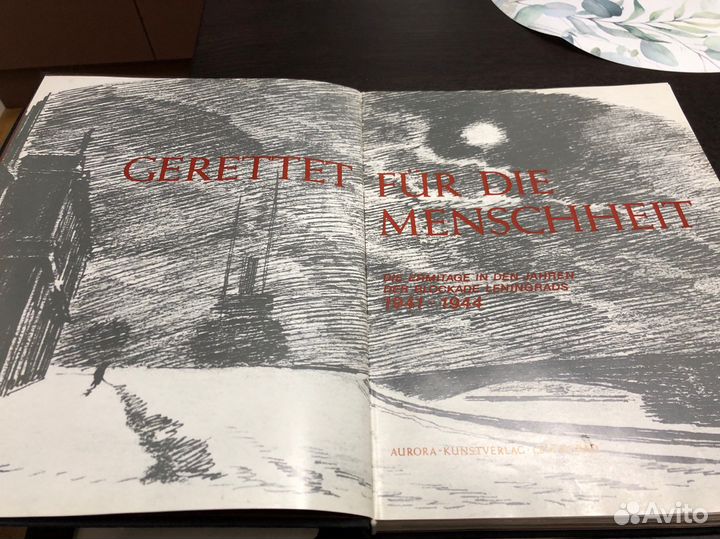 GERETTET FÜR DIE
MENSCHHEIT
DIE ERMITAGE IN DEN JAHREN
DER BLOCKADE LENINGRADS
1941-1944
AURORA-KUNSTVERLAG
Avito